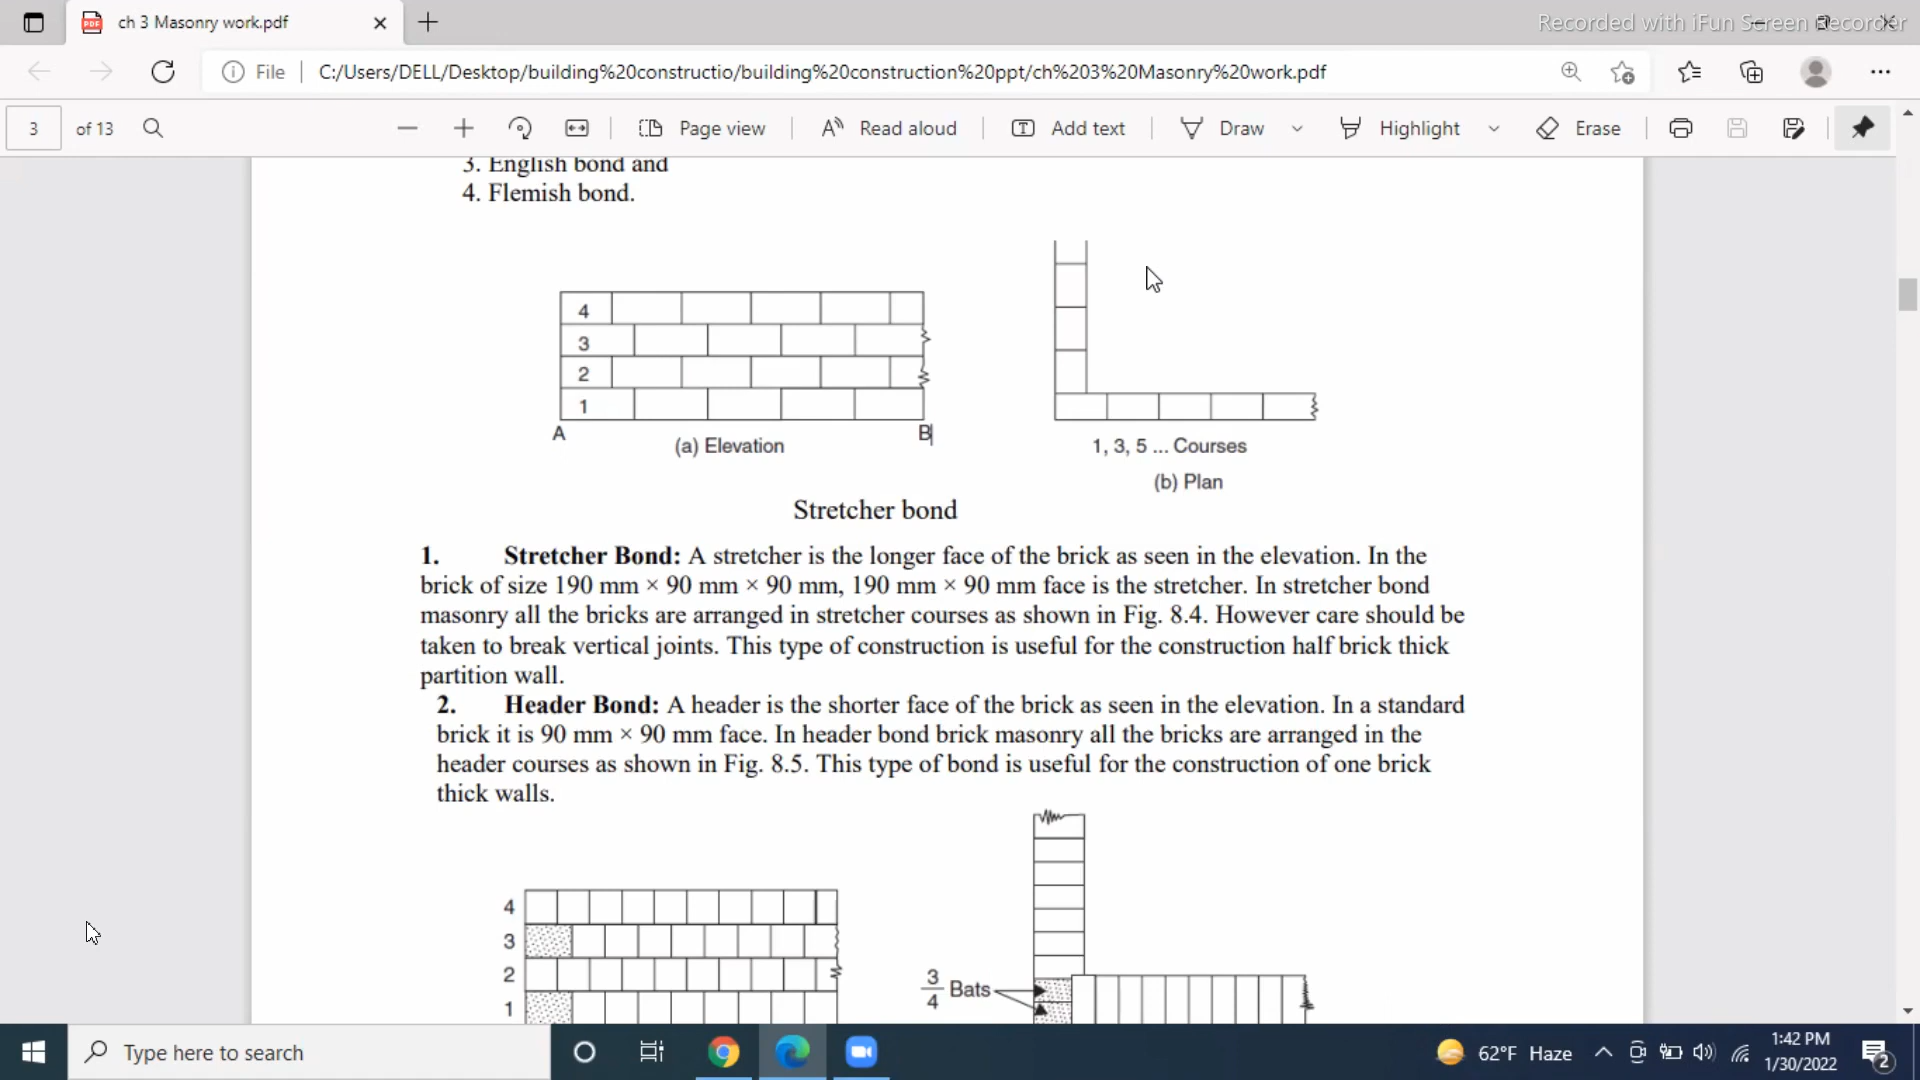 ch 3 Masonry work.pdf
Recorded with iFun Screen Recorder
File
C:/Users/DELL/Desktop/building%20constructio/building%20construction%20ppt/ch%203%20Masonry%20work.pdf
3 of 13
Page view
Read aloud
Add text
Draw
Highlight
Erase
3. English bond and
4. Flemish bond.
4
3
2
1
A
B
(a) Elevation
1, 3, 5 ... Courses
(b) Plan
Stretcher bond
1. Stretcher Bond: A stretcher is the longer face of the brick as seen in the elevation. In the
brick of size 190 mm × 90 mm × 90 mm, 190 mm × 90 mm face is the stretcher. In stretcher bond
masonry all the bricks are arranged in stretcher courses as shown in Fig. 8.4. However care should be
taken to break vertical joints. This type of construction is useful for the construction half brick thick
partition wall.
2. Header Bond: A header is the shorter face of the brick as seen in the elevation. In a standard
brick it is 90 mm × 90 mm face. In header bond brick masonry all the bricks are arranged in the
header courses as shown in Fig. 8.5. This type of bond is useful for the construction of one brick
thick walls.
4
3
2
1
3/4 Bats
Type here to search
62°F Haze
1:42 PM
1/30/2022
2